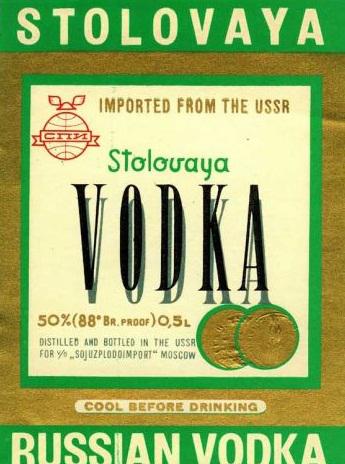 STOLOVAYA
IMPORTED FROM THE USSR
СПИ
Stolovaya
VODKA
50% (88° BR. PROOF) 0,5L
DISTILLED AND BOTTLED IN THE USSR
FOR V/O „SOJUZPLODOIMPORT" MOSCOW
COOL BEFORE DRINKING
RUSSIAN VODKA